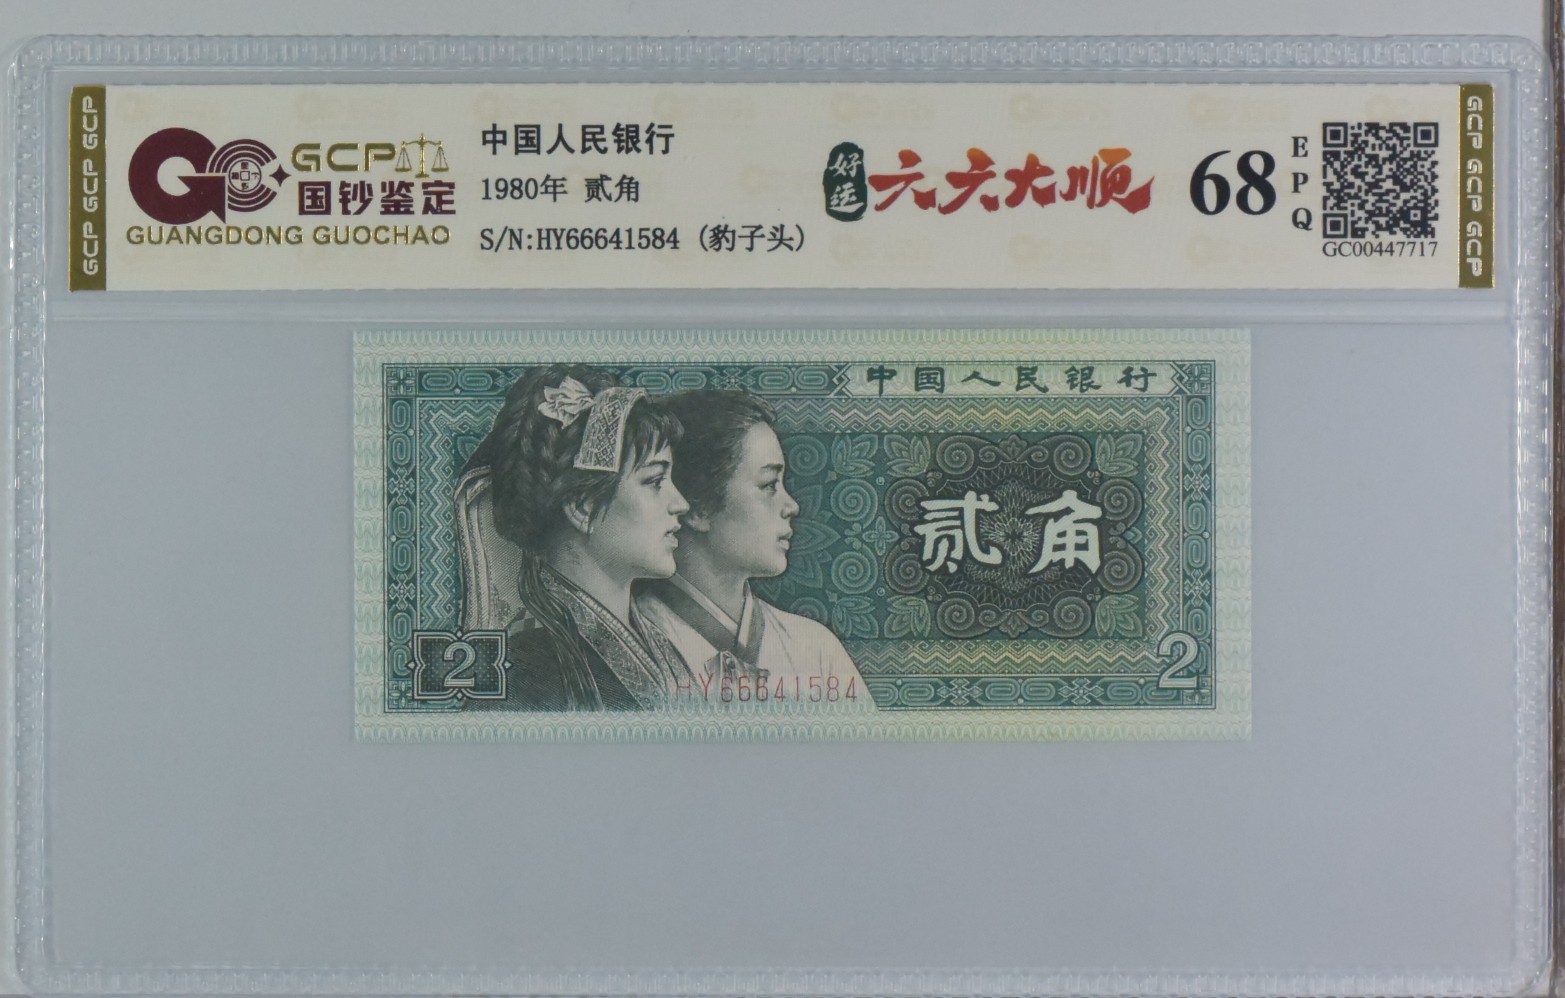 GCP GCP GCP
GCP
国钞鉴定
GUANGDONG GUOCHAO
中国人民银行
1980年 贰角
S/N:HY66641584 (豹子头)
好运
六六大顺
68
EPQ
GC00447717
GCP GCP GCP
中国人民银行
贰角
2
2
HY66641584